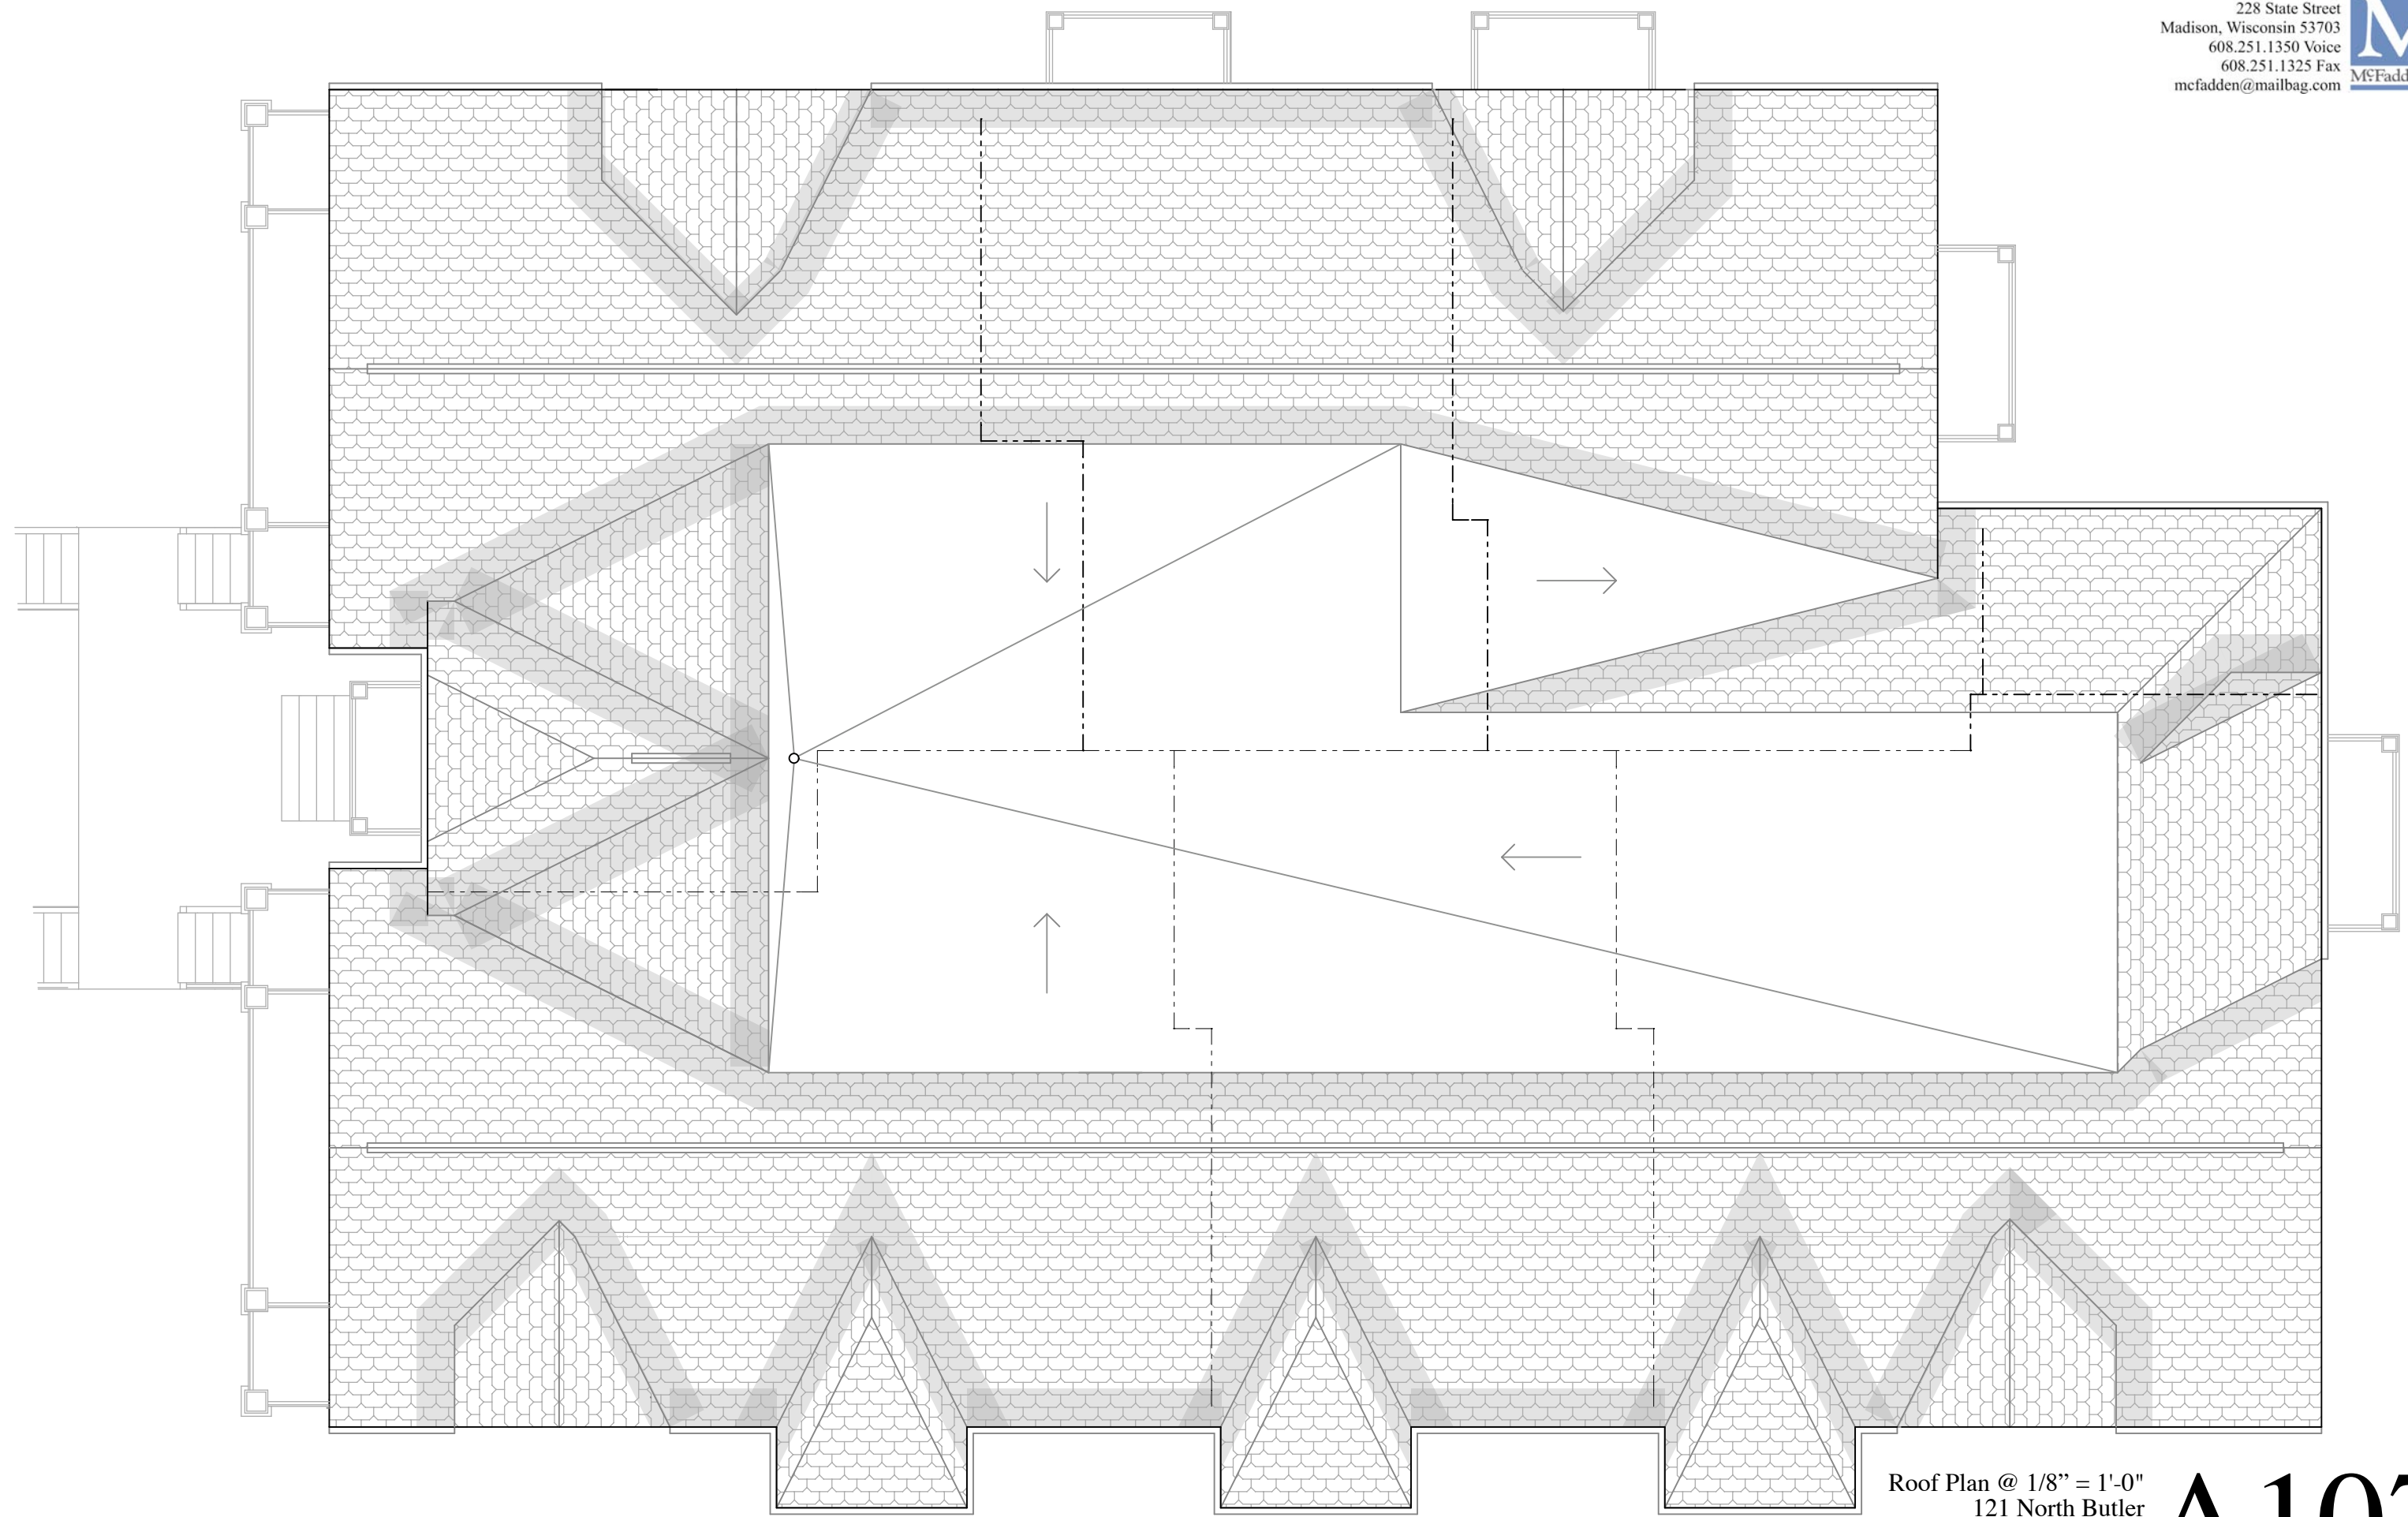 228 State Street
Madison, Wisconsin 53703
608.251.1350 Voice
608.251.1325 Fax
mcfadden@mailbag.com
Roof Plan @ 1/8” = 1'-0"
121 North Butler